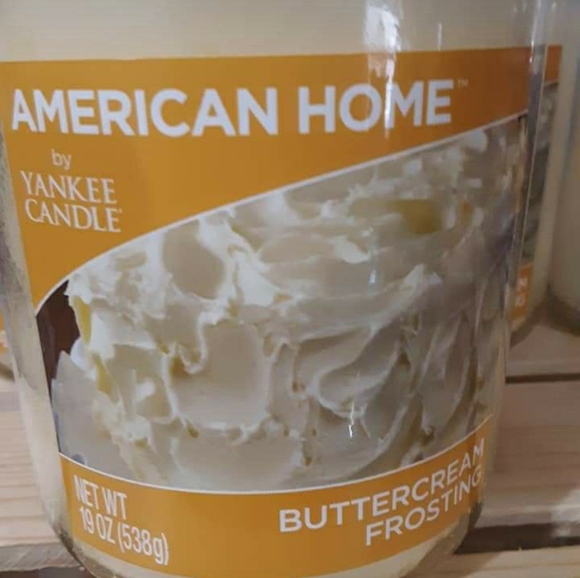 AMERICAN HOME™
by
YANKEE
CANDLE®
NET WT
19 OZ (538g)
BUTTERCREAM
FROSTING